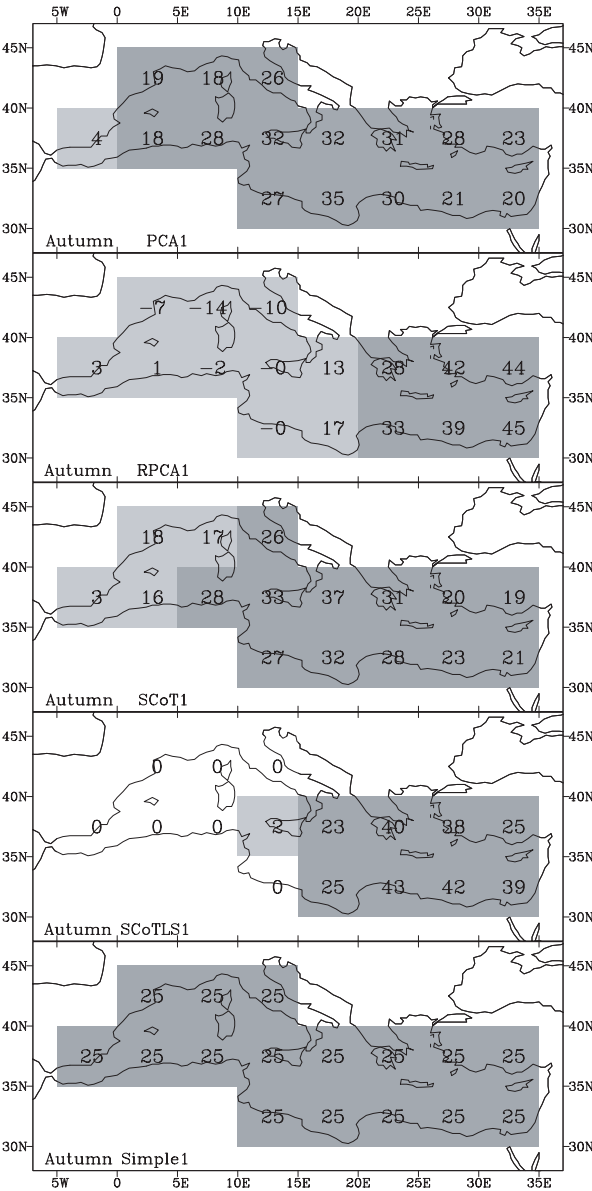 5W 0 5E 10E 15E 20E 25E 30E 35E
45N 19 18 26 45N
40N 40N
4 18 28 32 32 31 28 23
35N 35N
27 35 30 21 20
30N 30N
Autumn PCA1
45N -7 -14 -10 45N
40N 40N
3 1 -2 -0 13 28 42 44
35N 35N
-0 17 33 39 45
30N 30N
Autumn RPCA1
45N 18 17 26 45N
40N 40N
3 16 28 33 37 31 20 19
35N 35N
27 32 28 23 21
30N 30N
Autumn SCoT1
45N 0 0 0 45N
40N 40N
0 0 0 2 23 40 38 25
35N 35N
0 25 43 42 39
30N 30N
Autumn SCoTLS1
45N 25 25 25 45N
40N 40N
25 25 25 25 25 25 25 25
35N 35N
25 25 25 25 25
30N 30N
Autumn Simple1
5W 0 5E 10E 15E 20E 25E 30E 35E